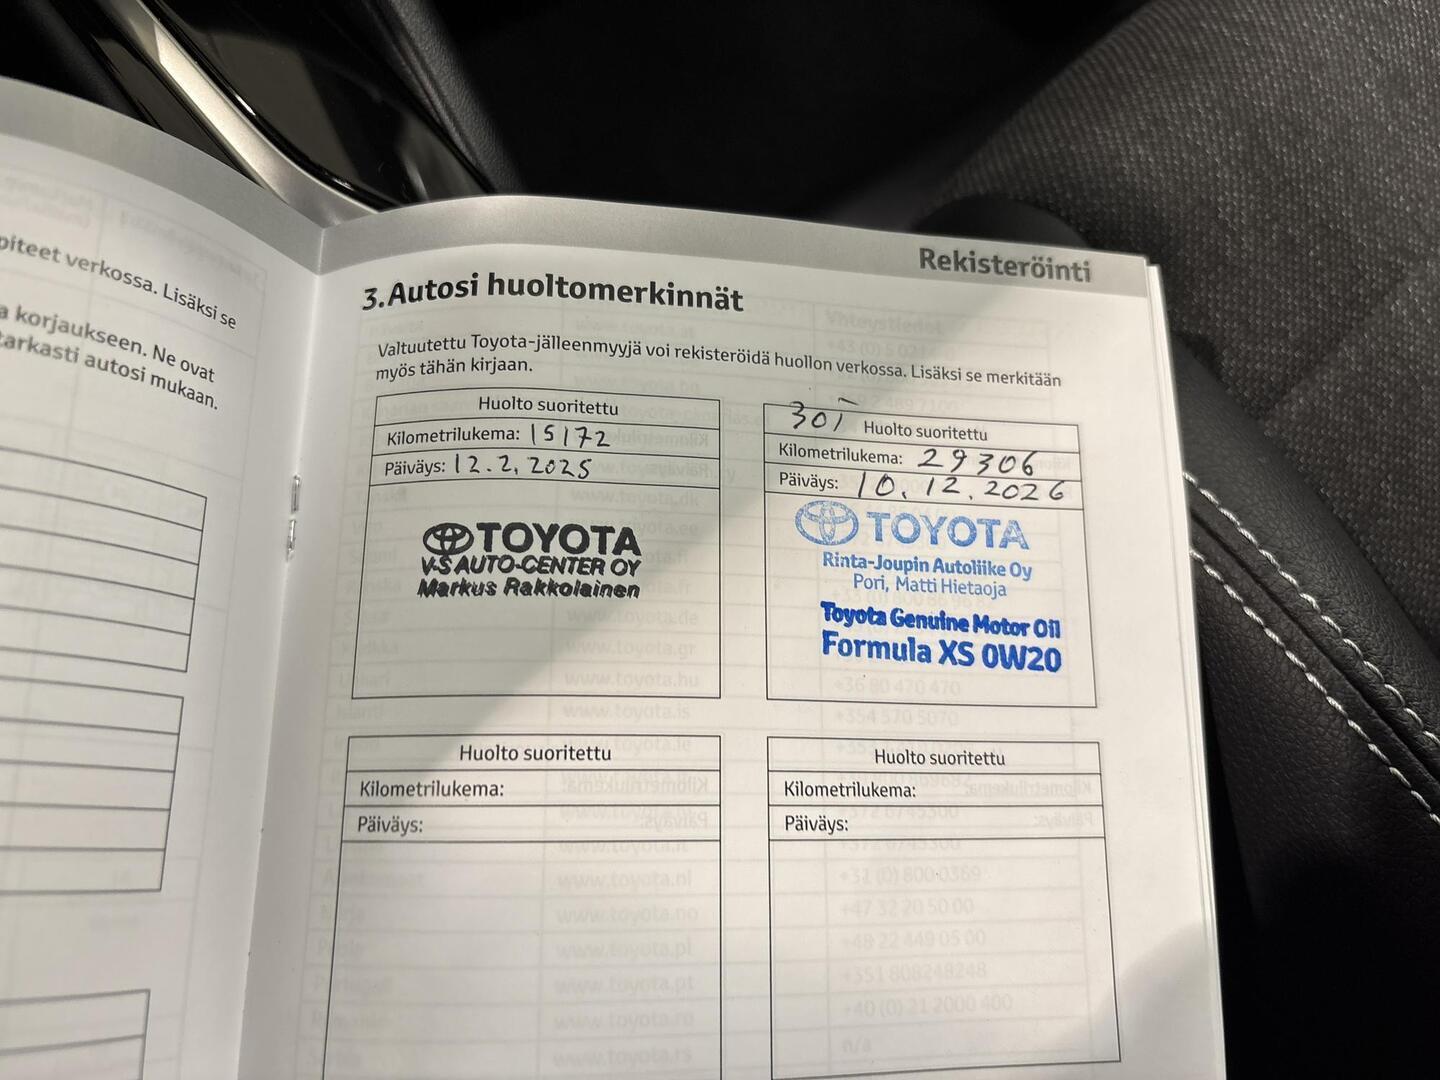 piteet verkossa. Lisäksi se
a korjaukseen. Ne ovat
tarkasti autosi mukaan.
Rekisteröinti
3. Autosi huoltomerkinnät
Valtuutettu Toyota-jälleenmyyjä voi rekisteröidä huollon verkossa. Lisäksi se merkitään
myös tähän kirjaan.
Huolto suoritettu
Kilometrilukema: 15172
Päiväys: 12.2.2025
TOYOTA
V-S AUTO-CENTER OY
Markus Rakkolainen
30T Huolto suoritettu
Kilometrilukema: 29306
Päiväys: 10.12.2026
TOYOTA
Rinta-Joupin Autoliike Oy
Pori, Matti Hietaoja
Toyota Genuine Motor Oil
Formula XS 0W20
Huolto suoritettu
Kilometrilukema:
Päiväys:
Huolto suoritettu
Kilometrilukema:
Päiväys: